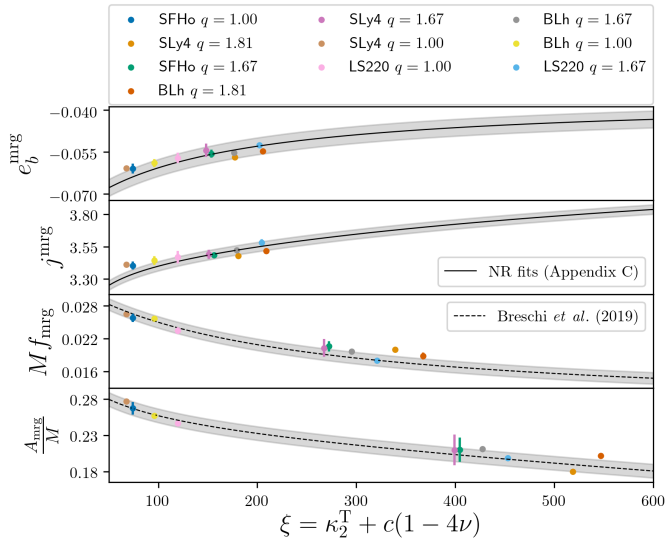 SFHo q = 1.00 SLy4 q = 1.67 BLh q = 1.67
SLy4 q = 1.81 SLy4 q = 1.00 BLh q = 1.00
SFHo q = 1.67 LS220 q = 1.00 LS220 q = 1.67
BLh q = 1.81
−0.040
−0.055
−0.070
e_b^mrg
3.80
3.55
3.30
j^mrg
NR fits (Appendix C)
0.028
0.022
0.016
M f_mrg
Breschi et al. (2019)
0.28
0.23
0.18
A_mrg/M
100 200 300 400 500 600
ξ = κ_2^T + c(1 − 4ν)